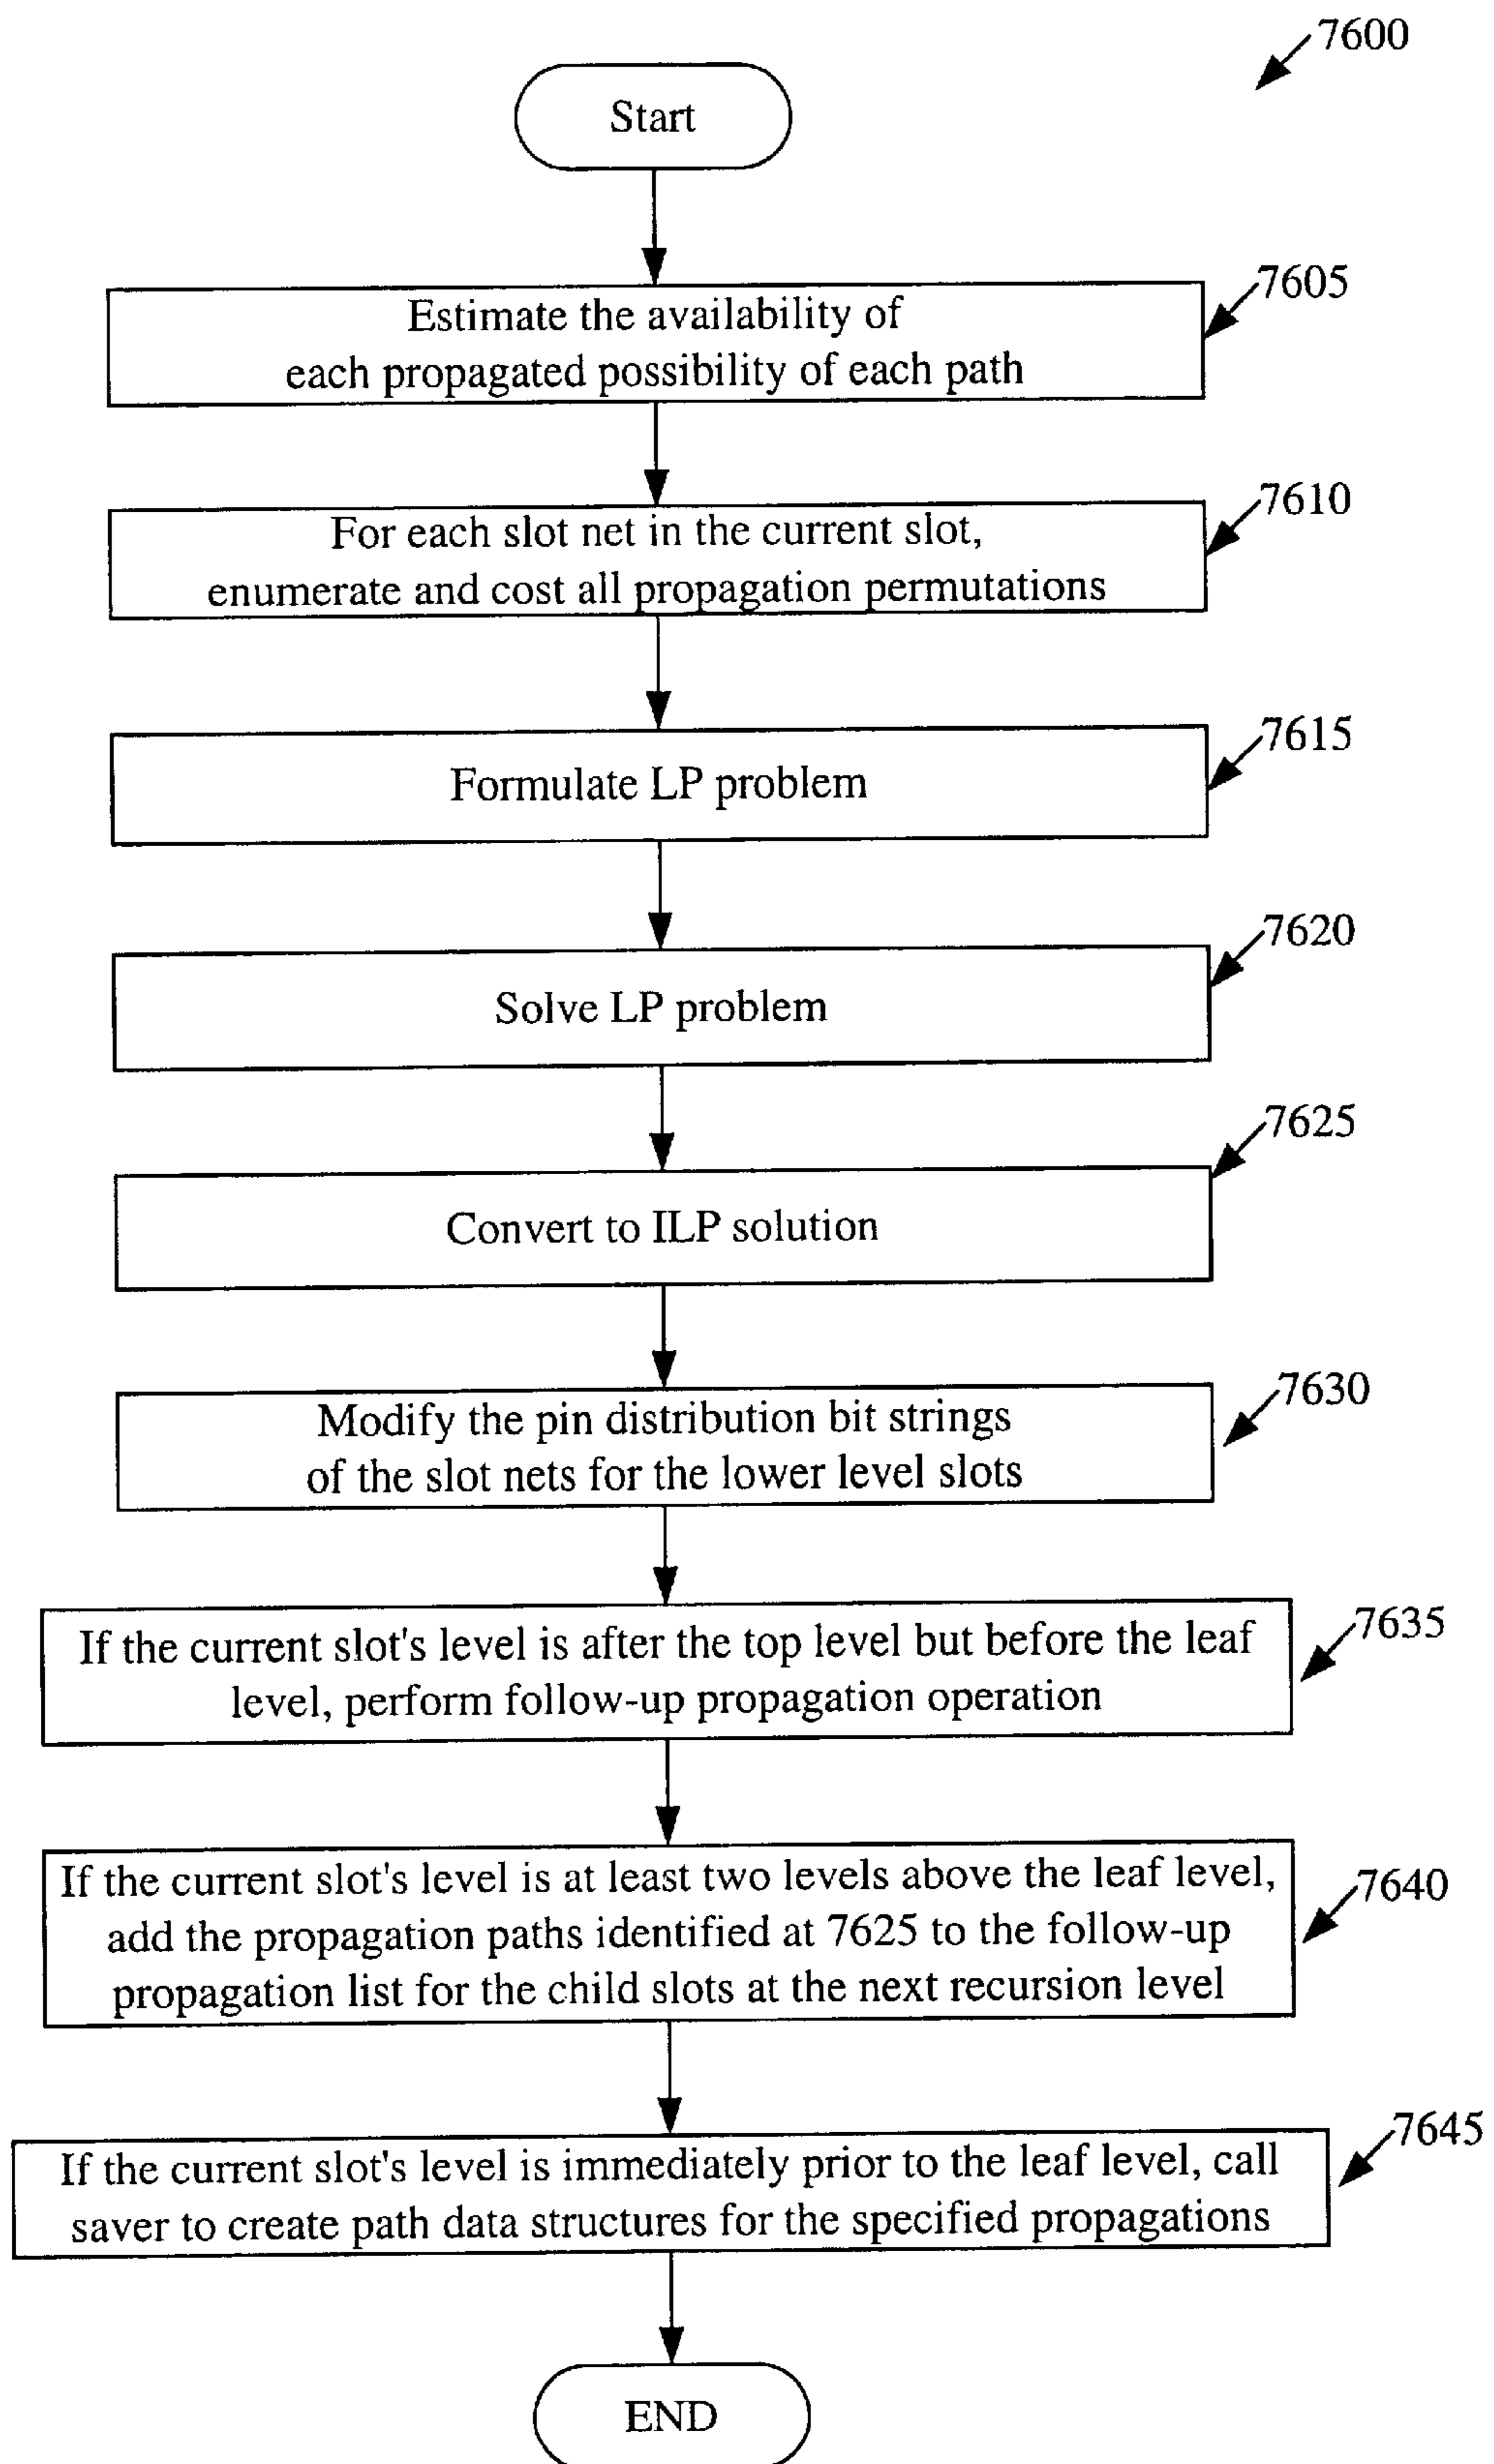 7600
Start
7605
Estimate the availability of
each propagated possibility of each path
7610
For each slot net in the current slot,
enumerate and cost all propagation permutations
7615
Formulate LP problem
7620
Solve LP problem
7625
Convert to ILP solution
7630
Modify the pin distribution bit strings
of the slot nets for the lower level slots
7635
If the current slot's level is after the top level but before the leaf
level, perform follow-up propagation operation
7640
If the current slot's level is at least two levels above the leaf level,
add the propagation paths identified at 7625 to the follow-up
propagation list for the child slots at the next recursion level
7645
If the current slot's level is immediately prior to the leaf level, call
saver to create path data structures for the specified propagations
END